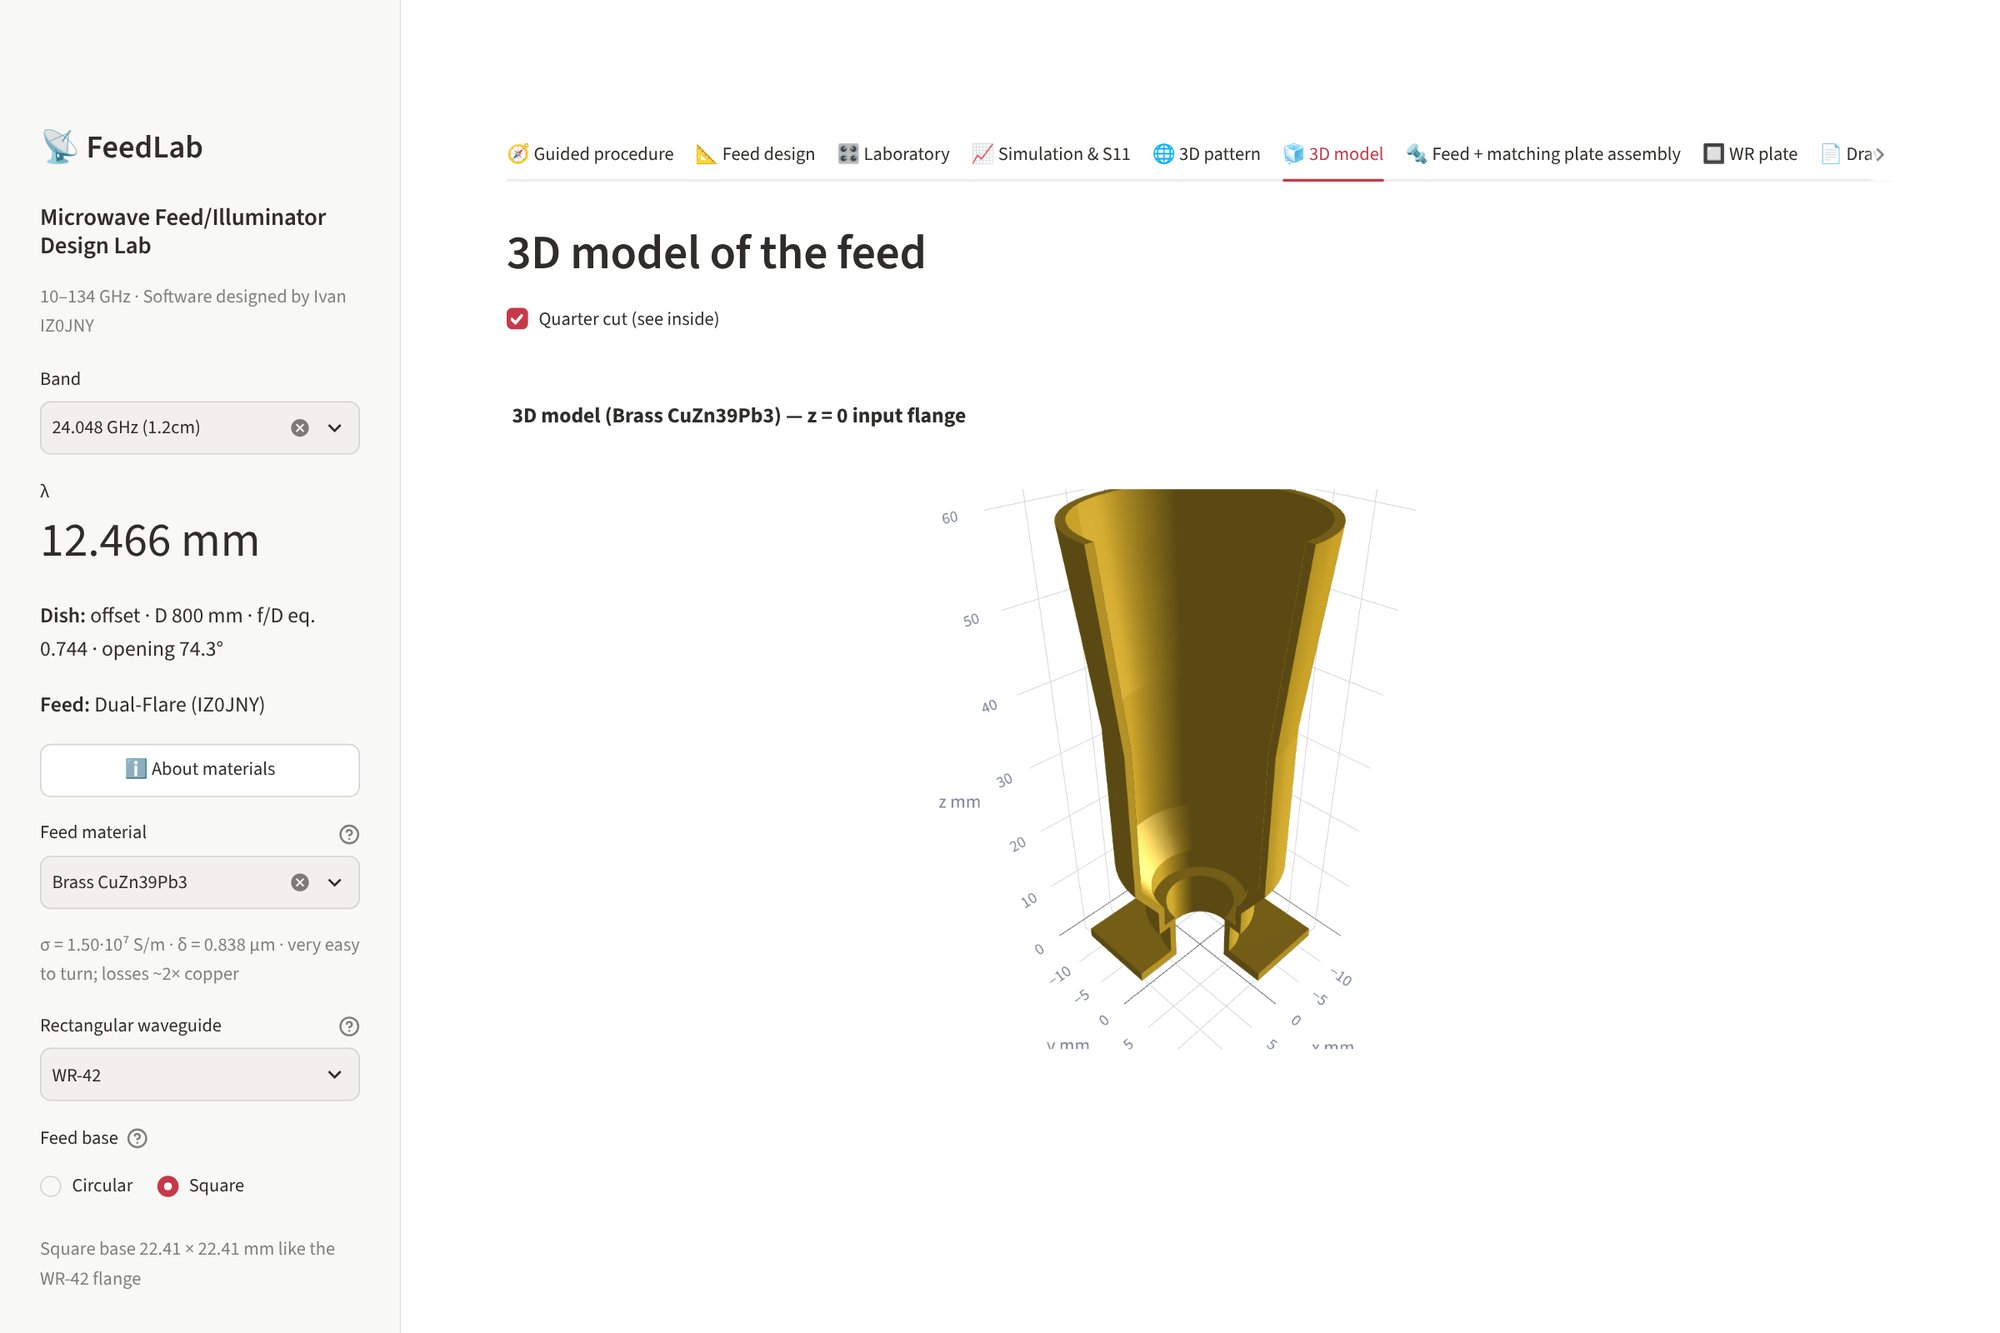 📡 FeedLab
Microwave Feed/Illuminator
Design Lab
10–134 GHz · Software designed by Ivan
IZ0JNY
Band
24.048 GHz (1.2cm)
λ
12.466 mm
Dish: offset · D 800 mm · f/D eq.
0.744 · opening 74.3°
Feed: Dual-Flare (IZ0JNY)
ℹ️ About materials
Feed material
Brass CuZn39Pb3
σ = 1.50·10⁷ S/m · δ = 0.838 µm · very easy
to turn; losses ~2× copper
Rectangular waveguide
WR-42
Feed base
Circular Square
Square base 22.41 × 22.41 mm like the
WR-42 flange
🧭 Guided procedure 📐 Feed design 🎛️ Laboratory 📈 Simulation & S11 🌐 3D pattern 🧊 3D model 🔩 Feed + matching plate assembly 🔲 WR plate 📄 Dra
3D model of the feed
Quarter cut (see inside)
3D model (Brass CuZn39Pb3) — z = 0 input flange
60
50
40
30
z mm
20
10
0
−10 −10
−5 −5
0 0
y mm 5 5 x mm